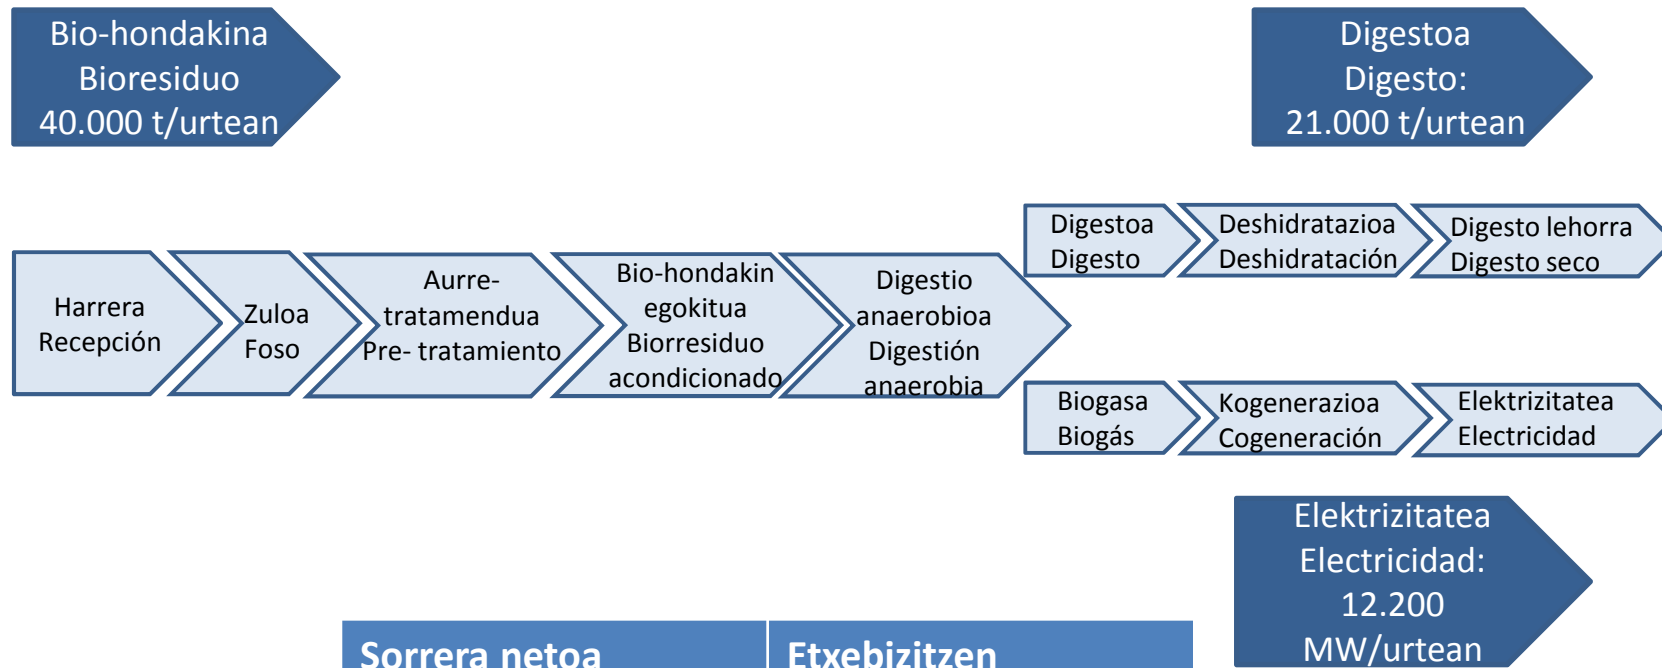 Bio-hondakina
Bioresiduo
40.000 t/urtean
Digestoa
Digesto:
21.000 t/urtean
Harrera
Recepción
Zuloa
Foso
Aurre-
tratamendua
Pre- tratamiento
Bio-hondakin
egokitua
Biorresiduo
acondicionado
Digestio
anaerobioa
Digestión
anaerobia
Digestoa
Digesto
Deshidratazioa
Deshidratación
Digesto lehorra
Digesto seco
Biogasa
Biogás
Kogenerazioa
Cogeneración
Elektrizitatea
Electricidad
Elektrizitatea
Electricidad:
12.200
MW/urtean
Sorrera netoa
Etxebizitzen